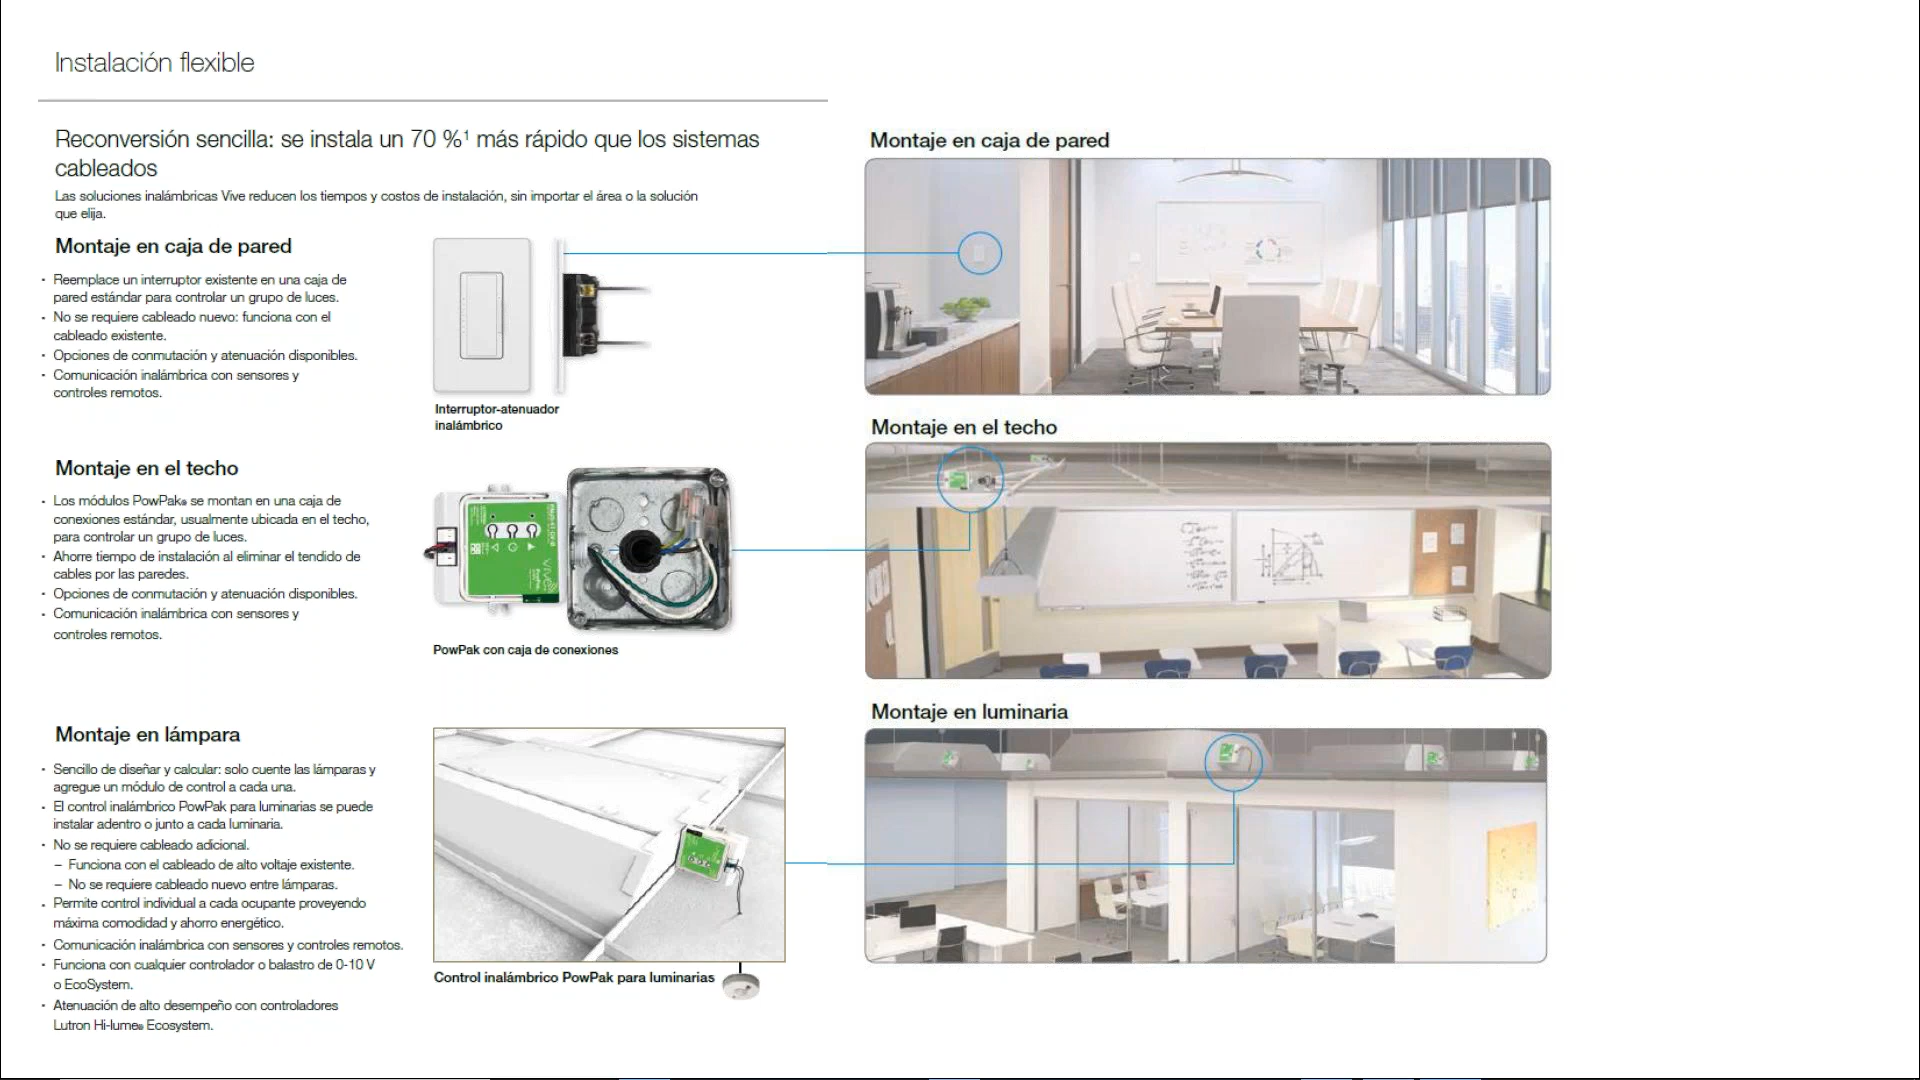 Instalación flexible
Reconversión sencilla: se instala un 70 %¹ más rápido que los sistemas
cableados
Las soluciones inalámbricas Vive reducen los tiempos y costos de instalación, sin importar el área o la solución
que elija.
Montaje en caja de pared
• Reemplace un interruptor existente en una caja de
pared estándar para controlar un grupo de luces.
• No se requiere cableado nuevo: funciona con el
cableado existente.
• Opciones de conmutación y atenuación disponibles.
• Comunicación inalámbrica con sensores y
controles remotos.
Interruptor-atenuador
inalámbrico
Montaje en el techo
• Los módulos PowPak® se montan en una caja de
conexiones estándar, usualmente ubicada en el techo,
para controlar un grupo de luces.
• Ahorre tiempo de instalación al eliminar el tendido de
cables por las paredes.
• Opciones de conmutación y atenuación disponibles.
• Comunicación inalámbrica con sensores y
controles remotos.
vive
PowPak con caja de conexiones
Montaje en lámpara
• Sencillo de diseñar y calcular: solo cuente las lámparas y
agregue un módulo de control a cada una.
• El control inalámbrico PowPak para luminarias se puede
instalar adentro o junto a cada luminaria.
• No se requiere cableado adicional.
– Funciona con el cableado de alto voltaje existente.
– No se requiere cableado nuevo entre lámparas.
• Permite control individual a cada ocupante proveyendo
máxima comodidad y ahorro energético.
• Comunicación inalámbrica con sensores y controles remotos.
• Funciona con cualquier controlador o balastro de 0-10 V
o EcoSystem.
• Atenuación de alto desempeño con controladores
Lutron Hi-lume® Ecosystem.
Control inalámbrico PowPak para luminarias
Montaje en caja de pared
Montaje en el techo
Montaje en luminaria